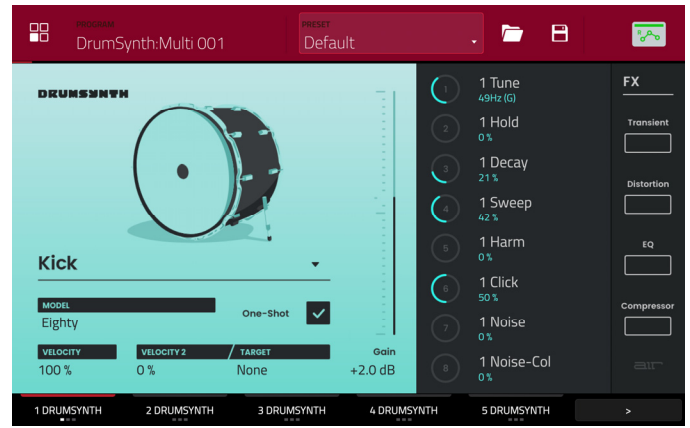 PROGRAM
DrumSynth:Multi 001
PRESET
Default
DRUMSYNTH
Kick
MODEL
Eighty
One-Shot
VELOCITY
100 %
VELOCITY 2
0 %
TARGET
None
Gain
+2.0 dB
1
1 Tune
49Hz (G)
2
1 Hold
0 %
3
1 Decay
21 %
4
1 Sweep
42 %
5
1 Harm
0 %
6
1 Click
50 %
7
1 Noise
0 %
8
1 Noise-Col
0 %
FX
Transient
Distortion
EQ
Compressor
air
1 DRUMSYNTH
2 DRUMSYNTH
3 DRUMSYNTH
4 DRUMSYNTH
5 DRUMSYNTH
>